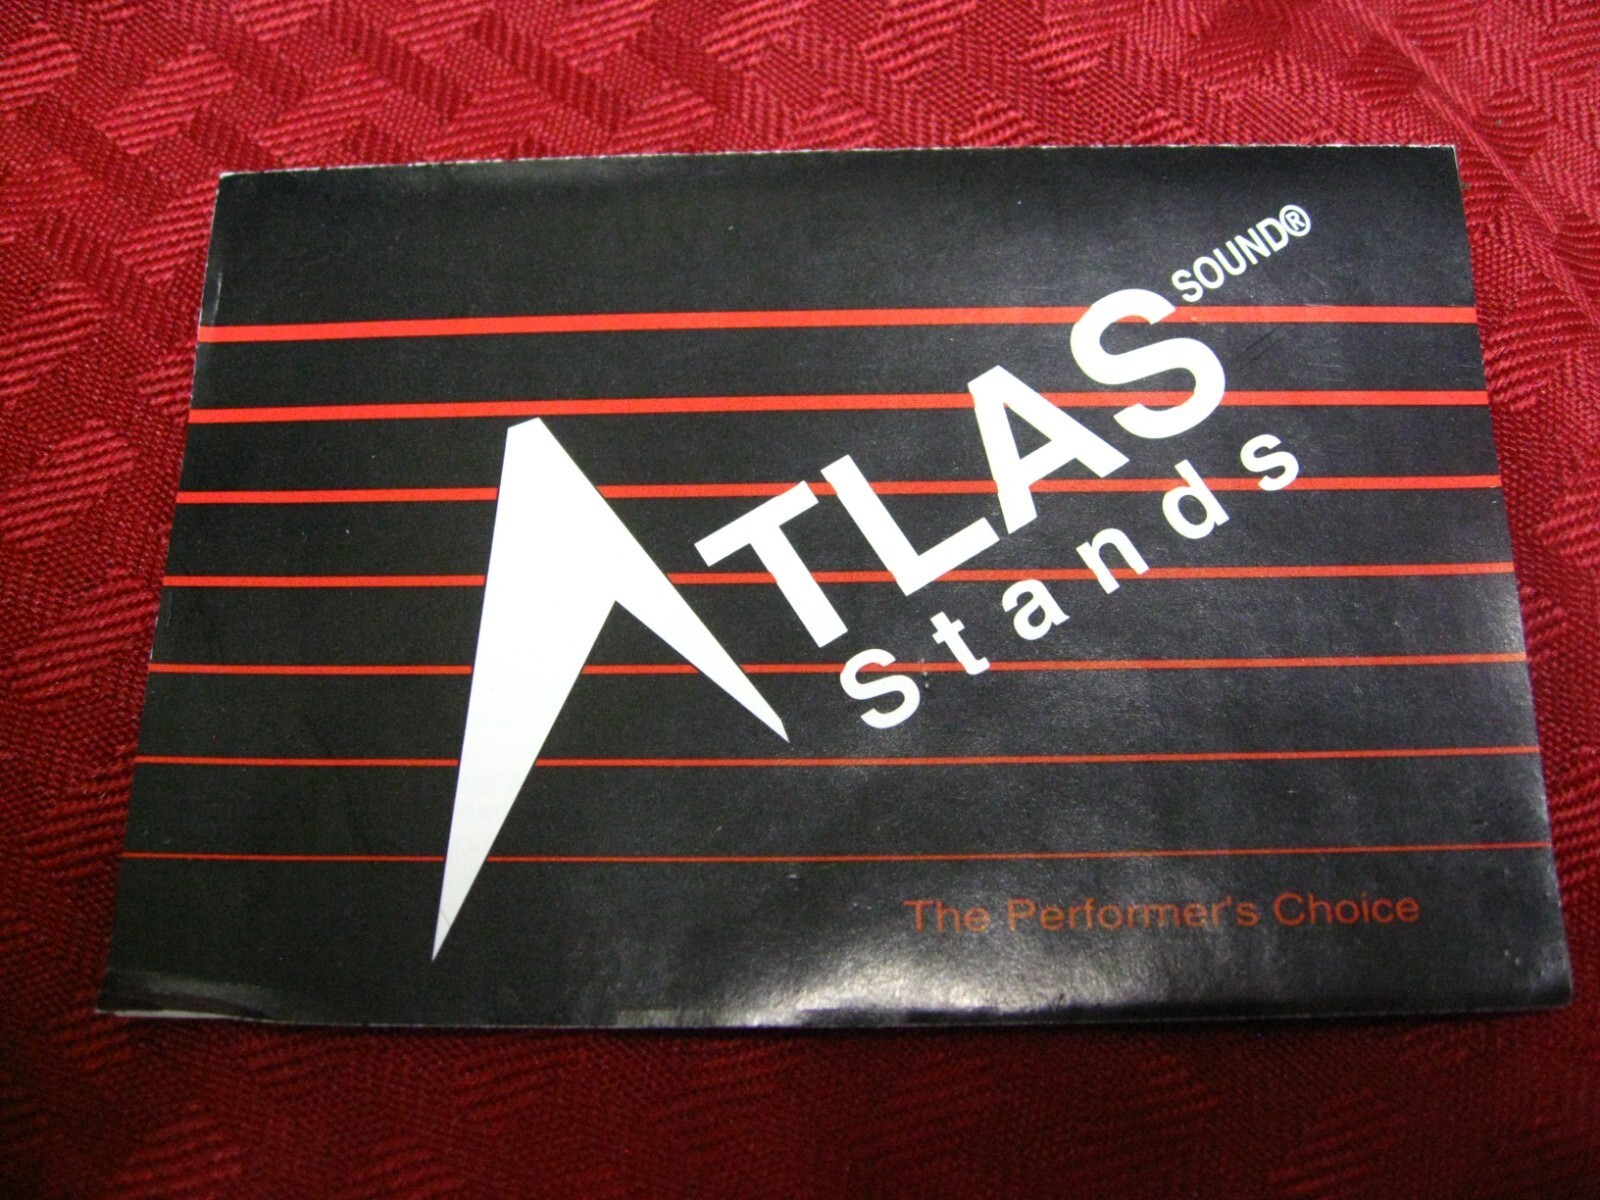 ATLAS SOUND®
Stands
The Performer's Choice